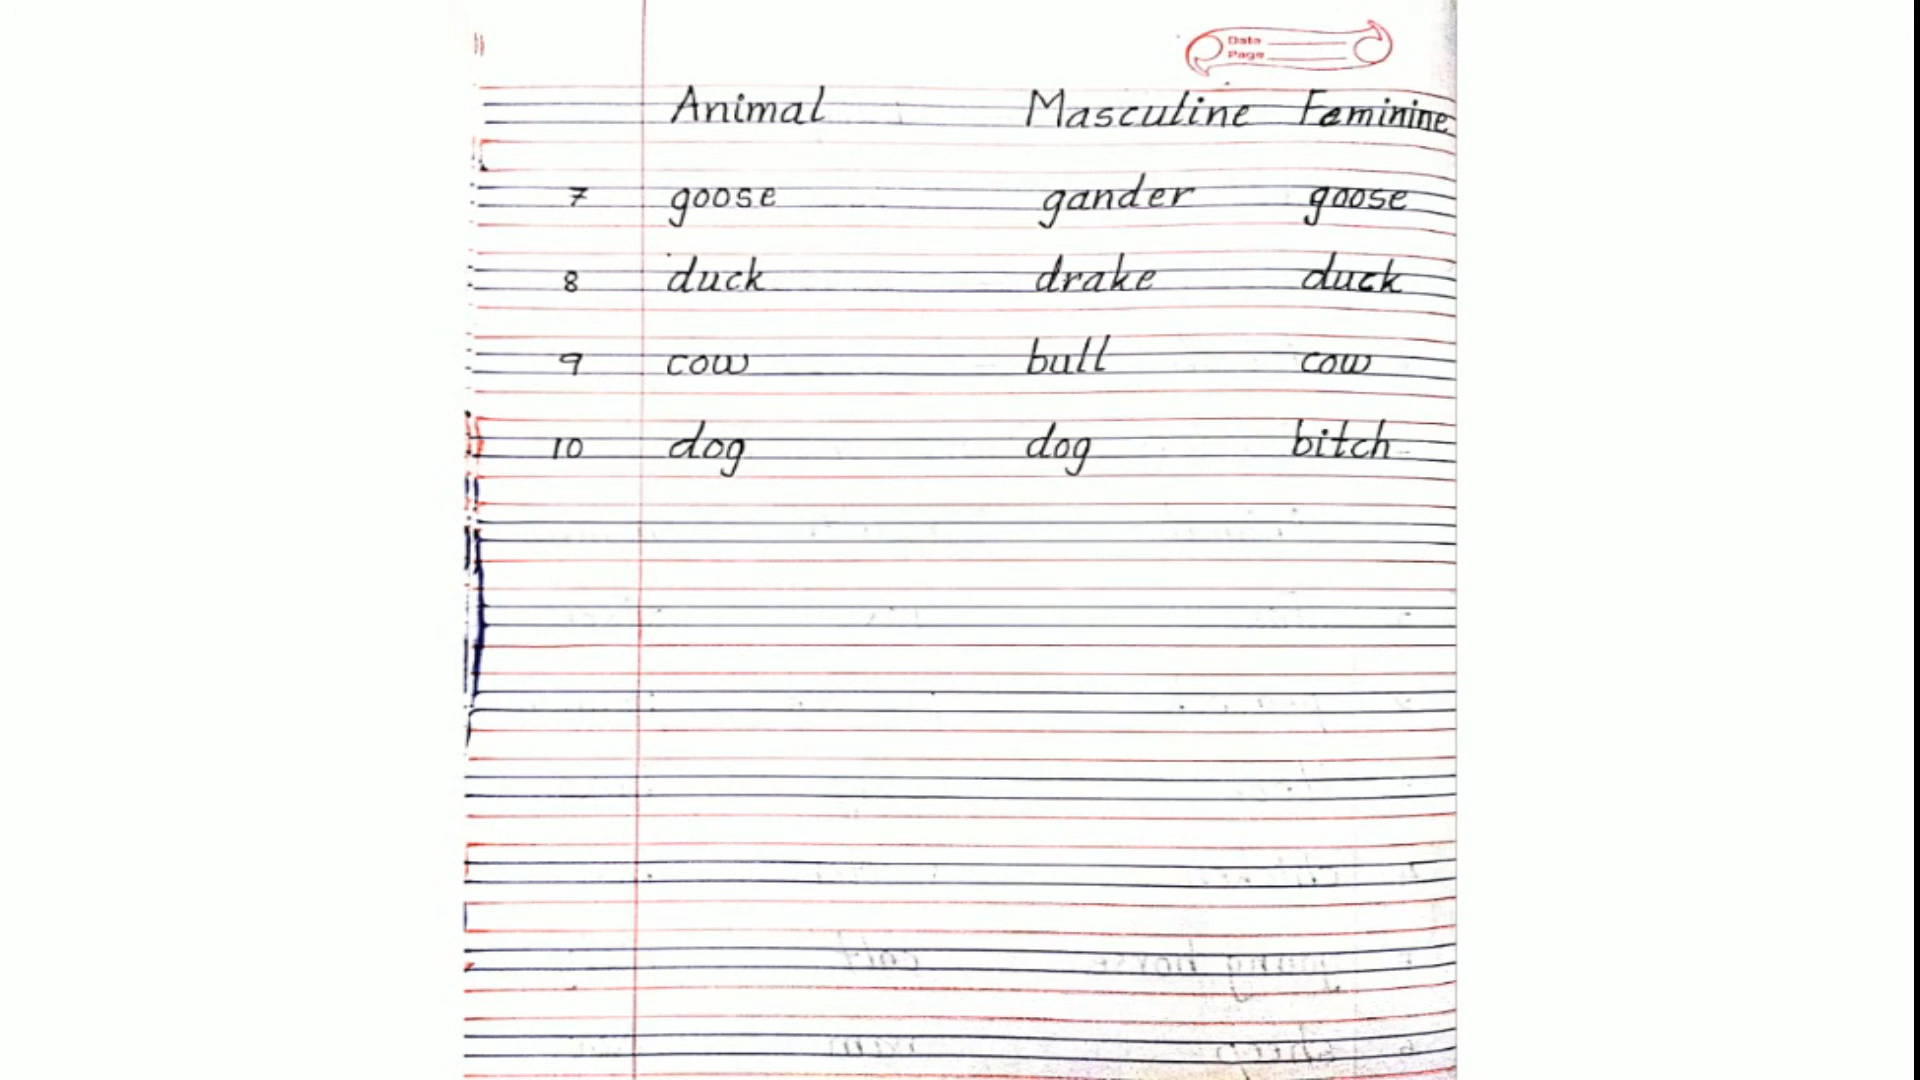 Date
Page
Animal Masculine Feminine
7 goose gander goose
8 duck drake duck
9 cow bull cow
10 dog dog bitch